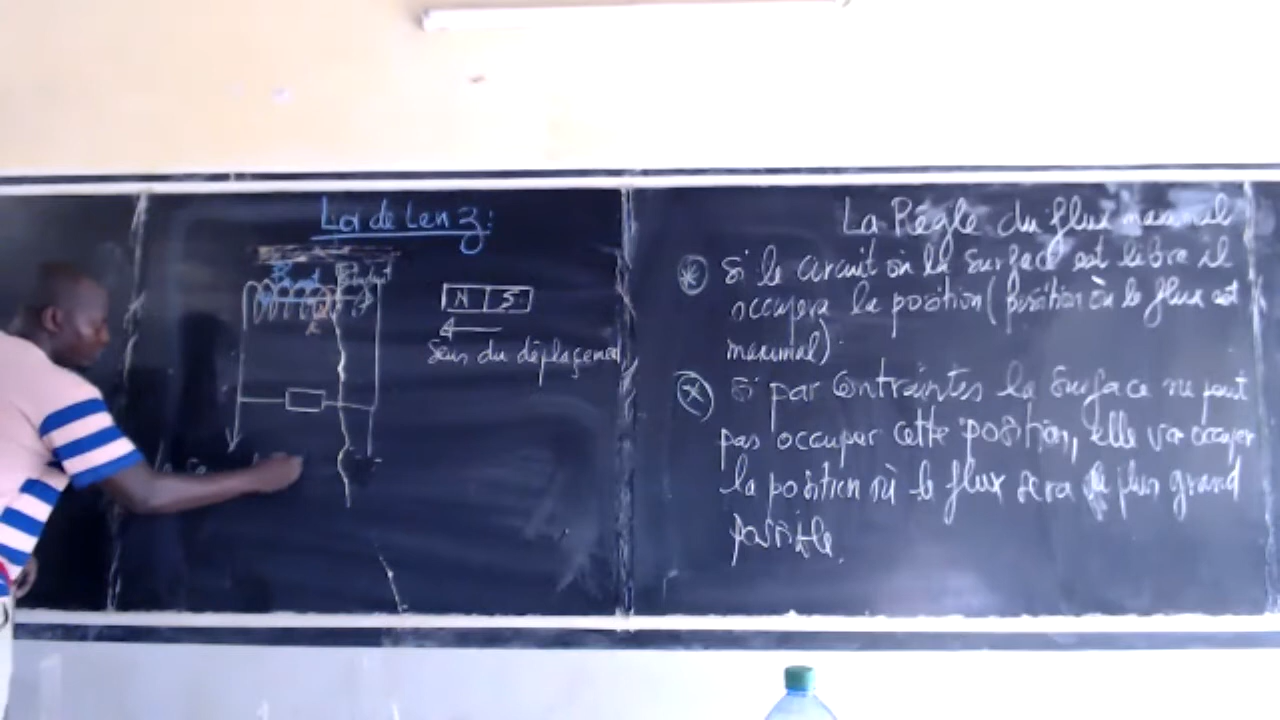 Loi de Lenz:
N S
Sens du déplacement
La Règle du flux maximal
* Si le circuit ou la surface est libre il
occupera la position (position où le flux est
maximal).
* Si par contraintes la surface ne peut
pas occuper cette position, elle va occuper
la position où le flux sera le plus grand
possible.